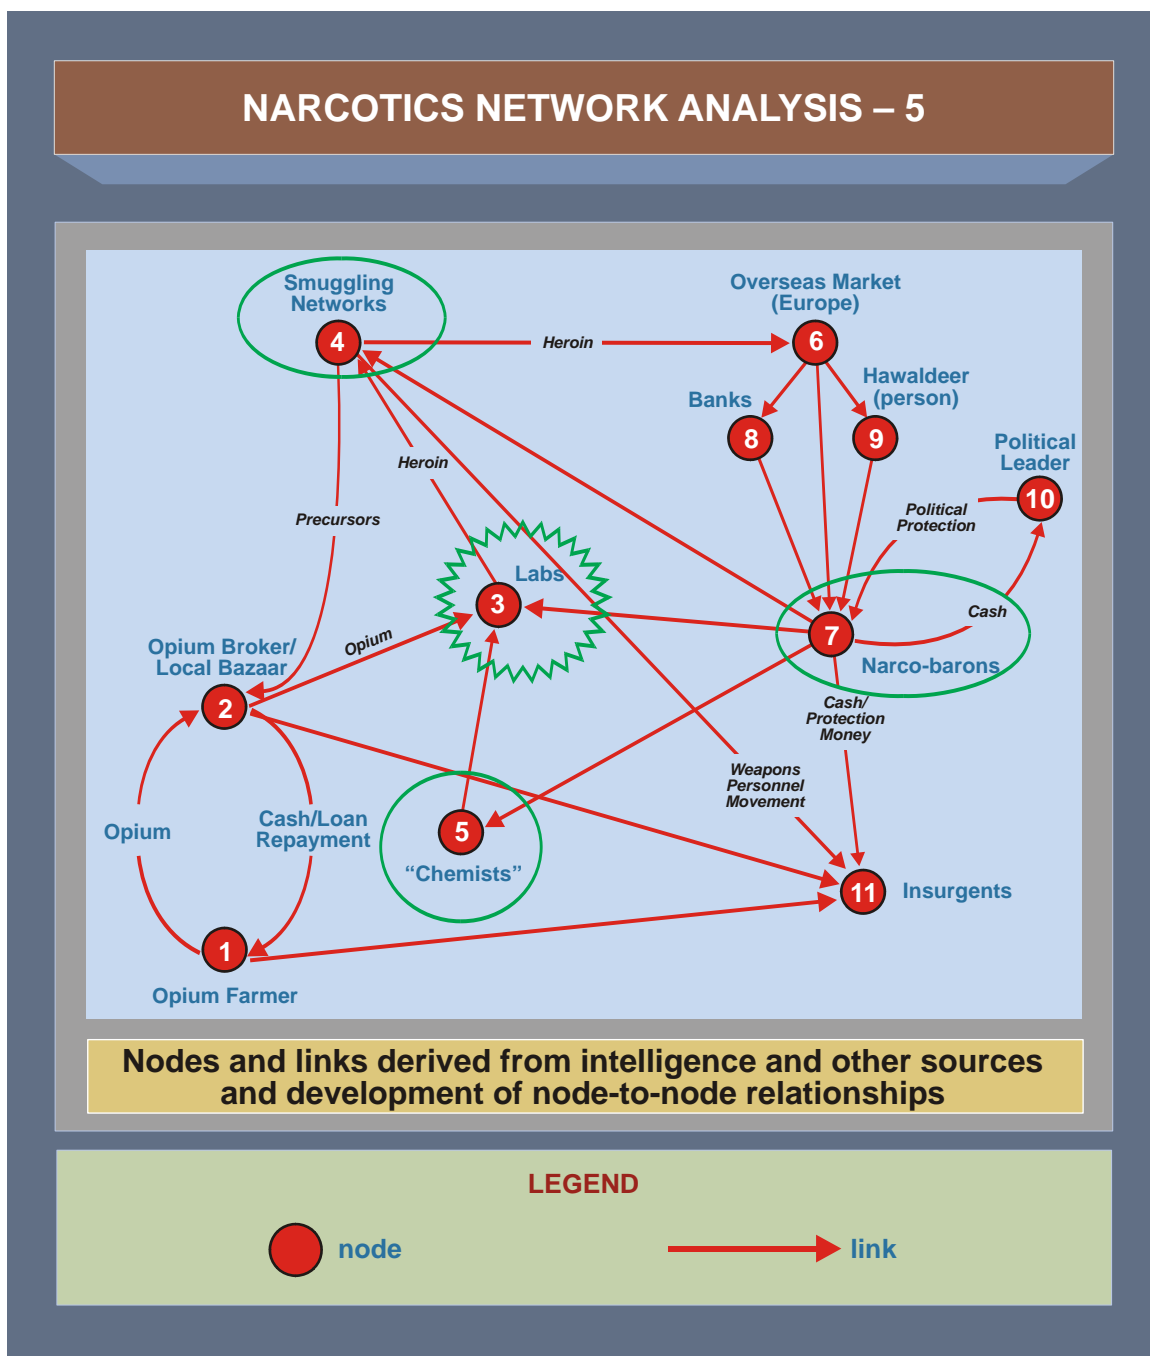 NARCOTICS NETWORK ANALYSIS – 5
Smuggling
Networks
4
Heroin
Overseas Market
(Europe)
6
Banks
8
Hawaldeer
(person)
9
Political
Leader
10
Political
Protection
Heroin
Precursors
Labs
3
Opium
Opium Broker/
Local Bazaar
2
Cash
7
Narco-barons
Cash/
Protection
Money
Weapons
Personnel
Movement
Opium
Cash/Loan
Repayment
5
“Chemists”
11
Insurgents
1
Opium Farmer
Nodes and links derived from intelligence and other sources
and development of node-to-node relationships
LEGEND
node
link